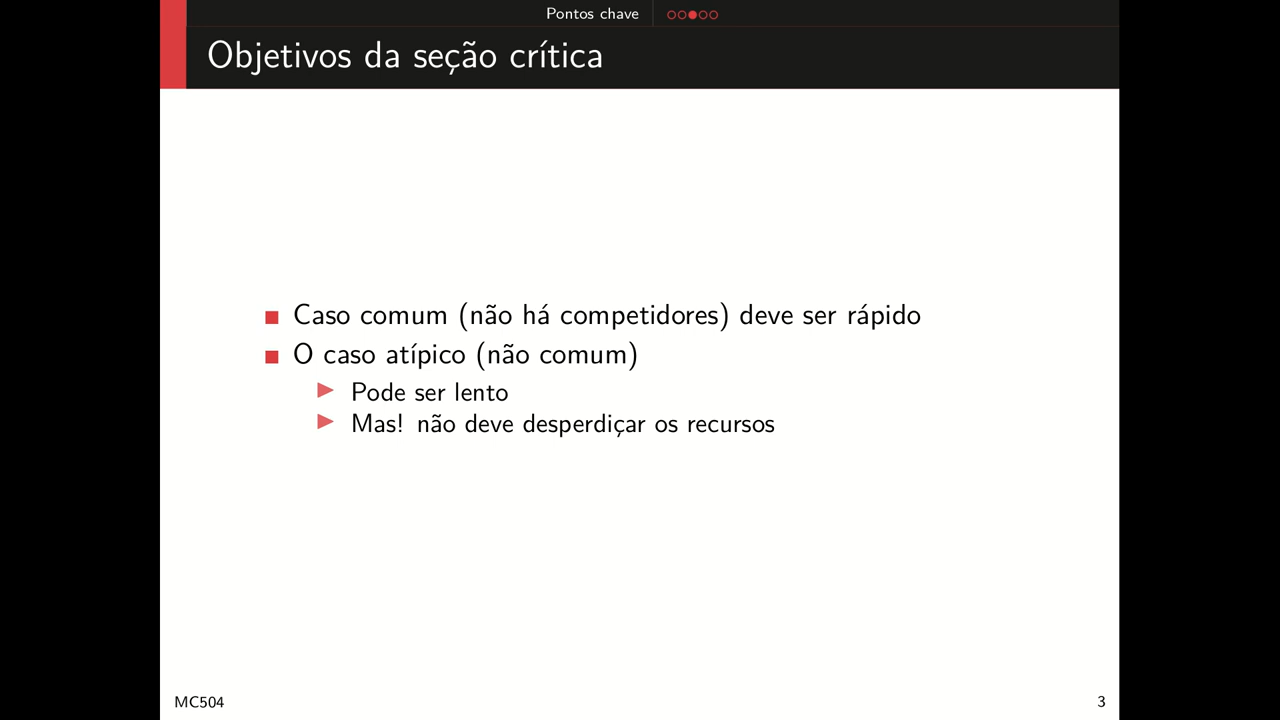 Pontos chave
Objetivos da seção crítica
Caso comum (não há competidores) deve ser rápido
O caso atípico (não comum)
Pode ser lento
Mas! não deve desperdiçar os recursos
MC504
3